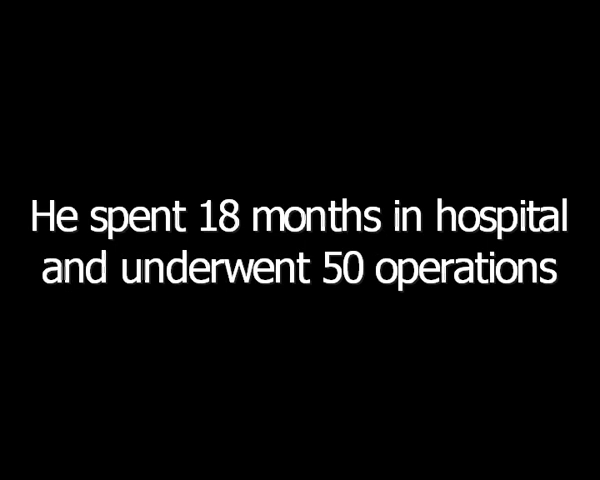 He spent 18 months in hospital
and underwent 50 operations